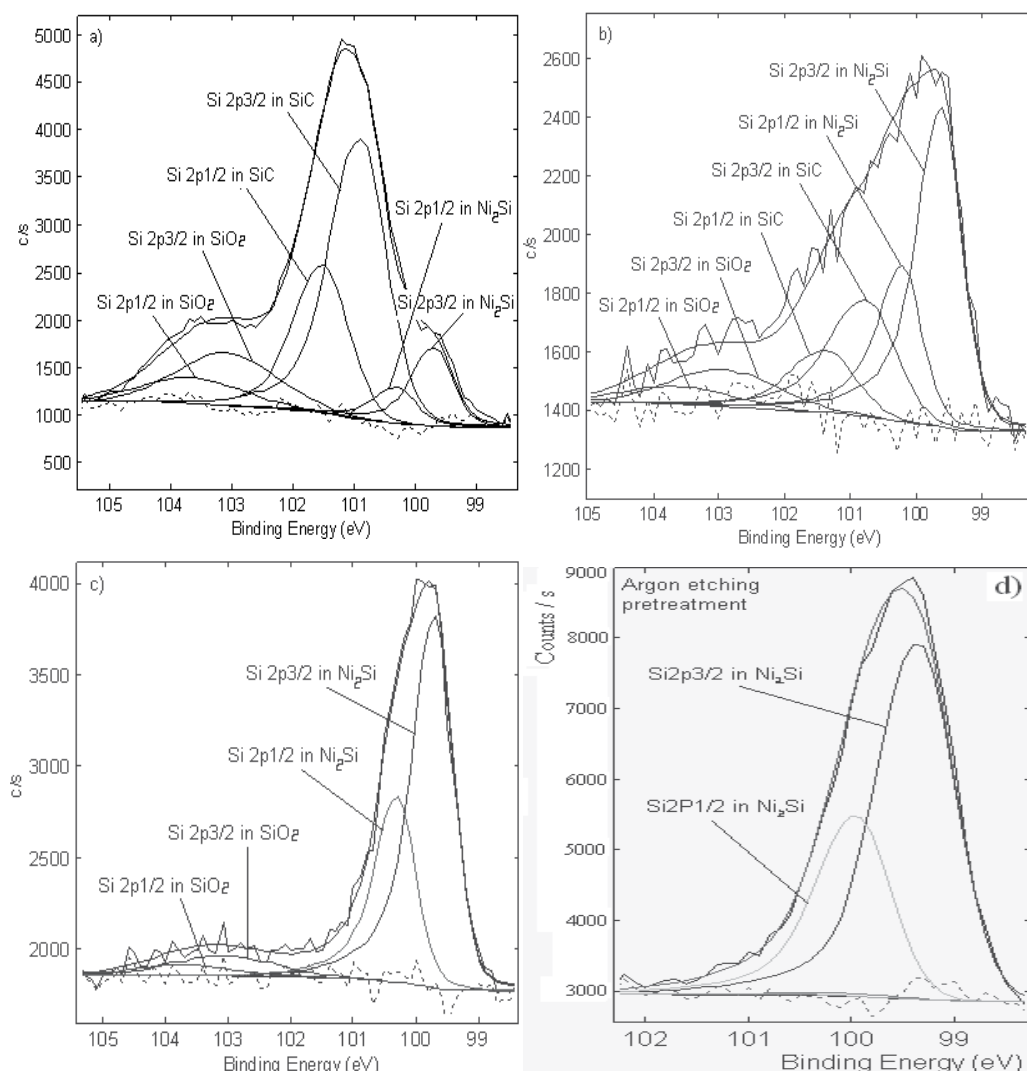 a)
5000
4500
4000
3500
3000
2500
2000
1500
1000
500
c/s
Si 2p3/2 in SiC
Si 2p1/2 in SiC
Si 2p3/2 in SiO₂
Si 2p1/2 in SiO₂
Si 2p1/2 in Ni₂Si
Si 2p3/2 in Ni₂Si
105 104 103 102 101 100 99
Binding Energy (eV)
b)
2600
2400
2200
2000
1800
1600
1400
1200
c/s
Si 2p3/2 in Ni₂Si
Si 2p1/2 in Ni₂Si
Si 2p3/2 in SiC
Si 2p1/2 in SiC
Si 2p3/2 in SiO₂
Si 2p1/2 in SiO₂
105 104 103 102 101 100 99
Binding Energy (eV)
c)
4000
3500
3000
2500
2000
c/s
Si 2p3/2 in Ni₂Si
Si 2p1/2 in Ni₂Si
Si 2p3/2 in SiO₂
Si 2p1/2 in SiO₂
105 104 103 102 101 100 99
Binding Energy (eV)
d)
Argon etching
pretreatment
9000
8000
7000
6000
5000
4000
3000
Counts / s
Si2p3/2 in Ni₂Si
Si2P1/2 in Ni₂Si
102 101 100 99
Binding Energy (eV)